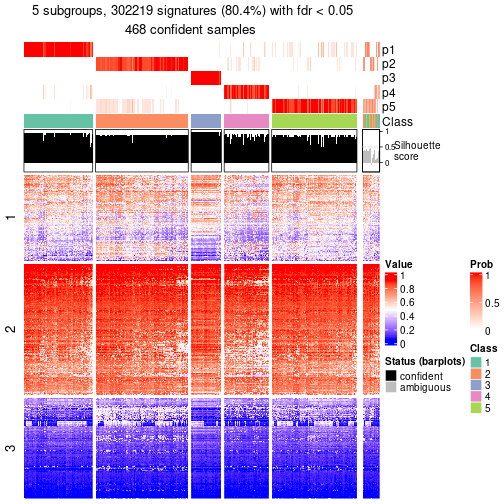 5 subgroups, 302219 signatures (80.4%) with fdr < 0.05
468 confident samples
p1
p2
p3
p4
p5
Class
1
0.5
0
Silhouette
score
1
2
3
Value
1
0.8
0.6
0.4
0.2
0
Status (barplots)
confident
ambiguous
Prob
1
0.5
0
Class
1
2
3
4
5